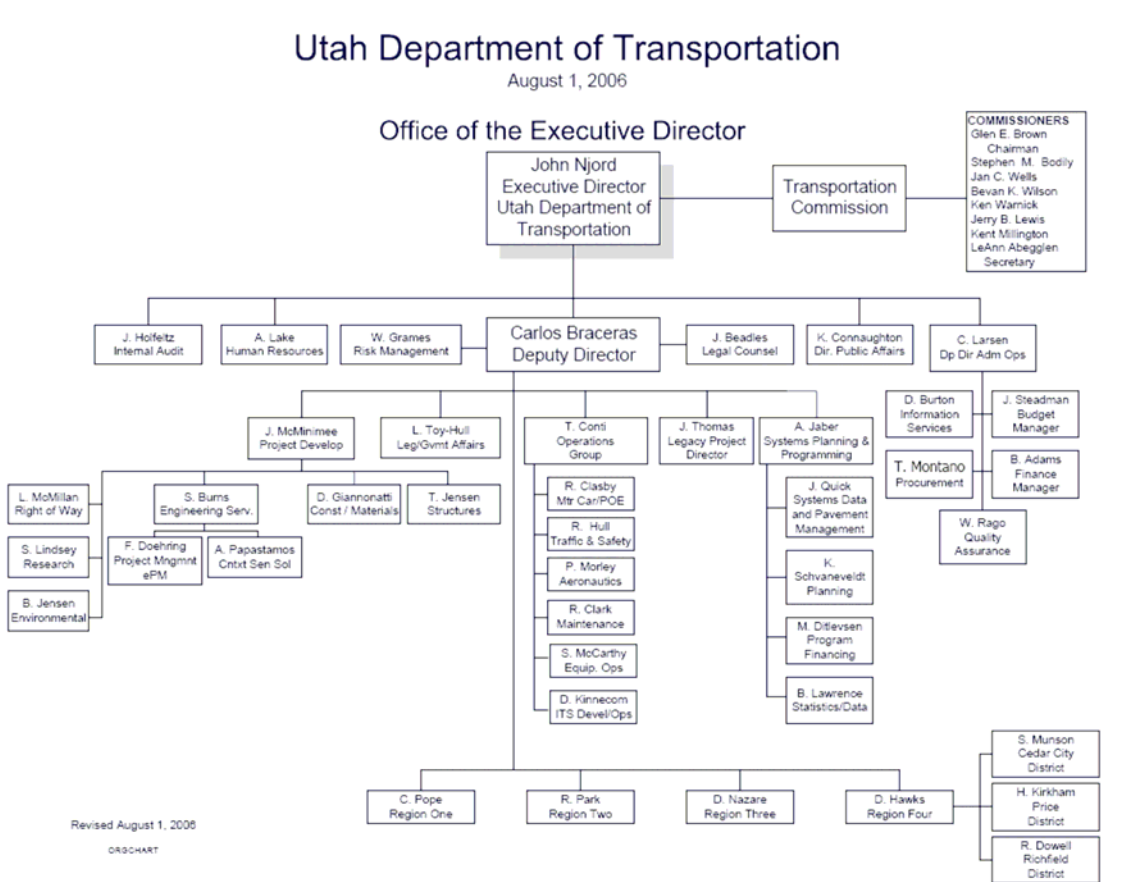 Utah Department of Transportation
August 1, 2006
Office of the Executive Director
John Njord
Executive Director
Utah Department of
Transportation
Transportation
Commission
COMMISSIONERS
Glen E. Brown
Chairman
Stephen M. Bodily
Jan C. Wells
Bevan K. Wilson
Ken Warnick
Jerry B. Lewis
Kent Millington
LeAnn Abegglen
Secretary
J. Holfeltz
Internal Audit
A. Lake
Human Resources
W. Grames
Risk Management
Carlos Braceras
Deputy Director
J. Beadles
Legal Counsel
K. Connaughton
Dir. Public Affairs
C. Larsen
Dp Dir Adm Ops
D. Burton
Information
Services
J. Steadman
Budget
Manager
T. Montano
Procurement
B. Adams
Finance
Manager
W. Rago
Quality
Assurance
J. McMinimee
Project Develop
L. Toy-Hull
Leg/Gvmt Affairs
T. Conti
Operations
Group
J. Thomas
Legacy Project
Director
A. Jaber
Systems Planning &
Programming
L. McMillan
Right of Way
S. Burns
Engineering Serv.
D. Giannonatti
Const / Materials
T. Jensen
Structures
S. Lindsey
Research
F. Doehring
Project Mngmnt
ePM
A. Papastamos
Cntxt Sen Sol
B. Jensen
Environmental
R. Clasby
Mtr Car/POE
R. Hull
Traffic & Safety
P. Morley
Aeronautics
R. Clark
Maintenance
S. McCarthy
Equip. Ops
D. Kinnecom
ITS Devel/Ops
J. Quick
Systems Data
and Pavement
Management
K.
Schvaneveldt
Planning
M. Ditlevsen
Program
Financing
B. Lawrence
Statistics/Data
C. Pope
Region One
R. Park
Region Two
D. Nazare
Region Three
D. Hawks
Region Four
S. Munson
Cedar City
District
H. Kirkham
Price
District
R. Dowell
Richfield
District
Revised August 1, 2006
ORGCHART